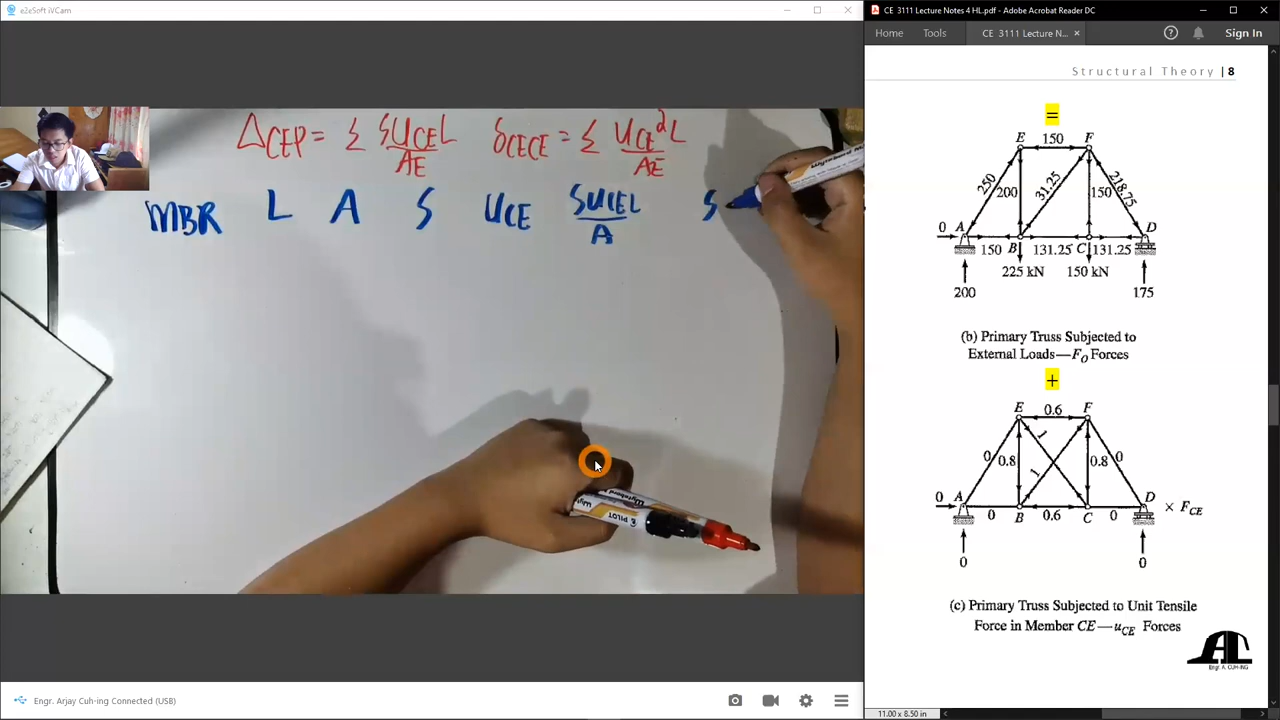 e2eSoft iVCam
ΔCEP = Σ SUCEL/AE δCECE = Σ UCE²L/AE
MBR L A S UCE SUCEL/A S
PILOT
Engr. Arjay Cuh-ing Connected (USB)
CE 3111 Lecture Notes 4 HL.pdf - Adobe Acrobat Reader DC
Home Tools CE 3111 Lecture N... × ? Sign In
Structural Theory | 8
=
E 150 F
250 200 31.25 150 218.75
0 A D
150 B 131.25 C 131.25
225 kN 150 kN
200 175
(b) Primary Truss Subjected to
External Loads—FO Forces
+
E 0.6 F
0 0.8 1 1 0.8 0
0 A D × FCE
0 B 0.6 C 0
0 0
(c) Primary Truss Subjected to Unit Tensile
Force in Member CE—uCE Forces
Engr. A. CUH-ING
11.00 x 8.50 in